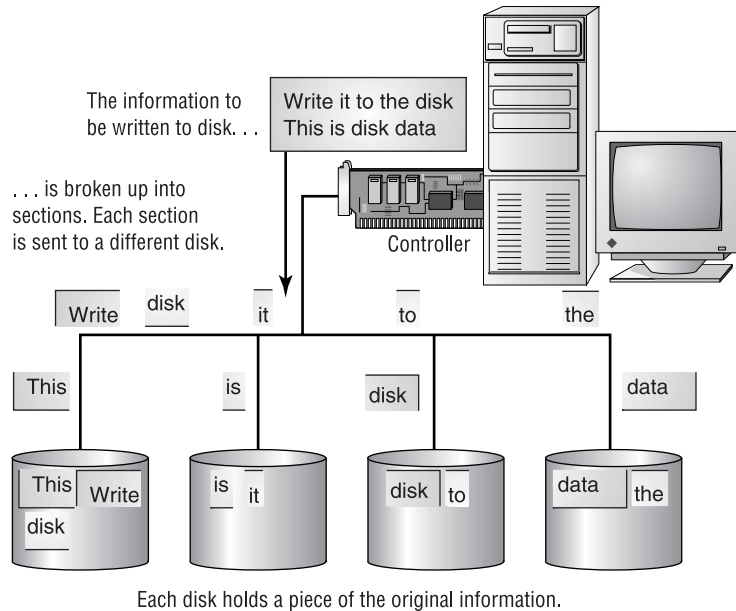 The information to
be written to disk. . .
Write it to the disk
This is disk data
. . . is broken up into
sections. Each section
is sent to a different disk.
Controller
Write disk it to the
This is disk data
This Write is it disk to data the
disk
Each disk holds a piece of the original information.